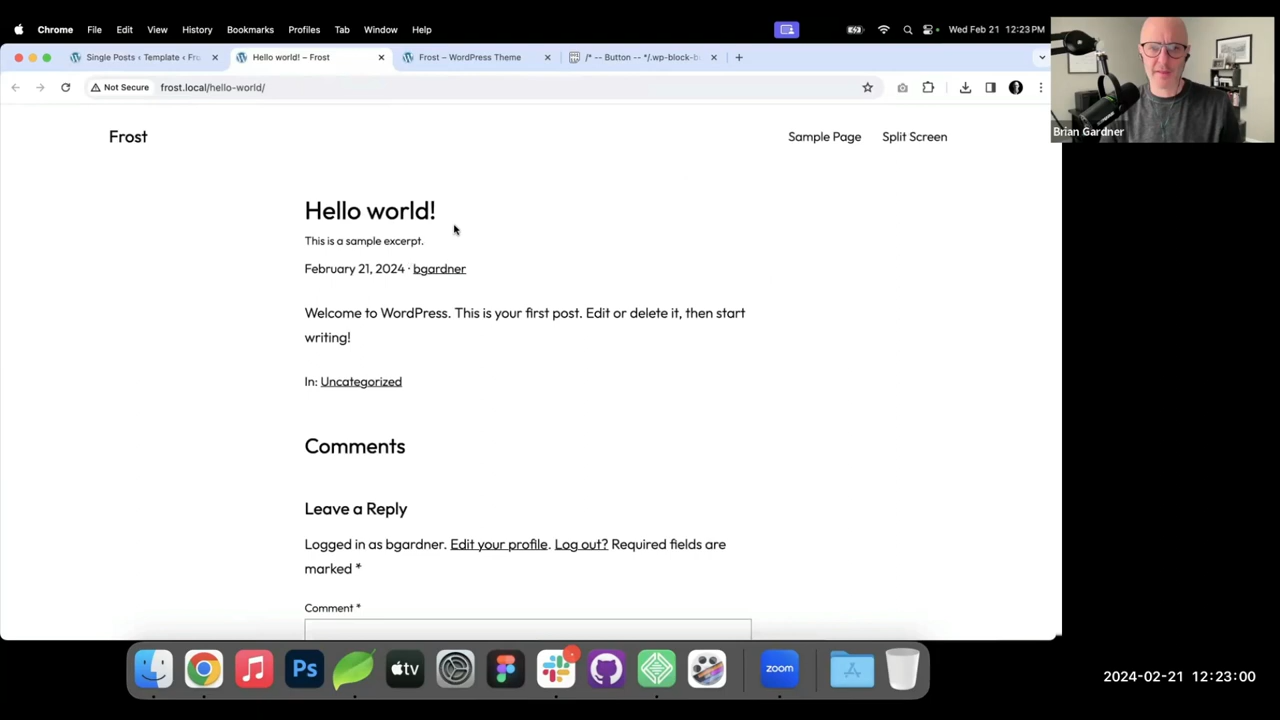 Chrome File Edit View History Bookmarks Profiles Tab Window Help Wed Feb 21 12:23 PM
Single Posts ‹ Template ‹ Fro Hello world! – Frost Frost – WordPress Theme /* -- Button -- */.wp-block-b
Not Secure frost.local/hello-world/
Brian Gardner
Frost Sample Page Split Screen
Hello world!
This is a sample excerpt.
February 21, 2024 · bgardner
Welcome to WordPress. This is your first post. Edit or delete it, then start
writing!
In: Uncategorized
Comments
Leave a Reply
Logged in as bgardner. Edit your profile. Log out? Required fields are
marked *
Comment *
Ps tv zoom
2024-02-21 12:23:00